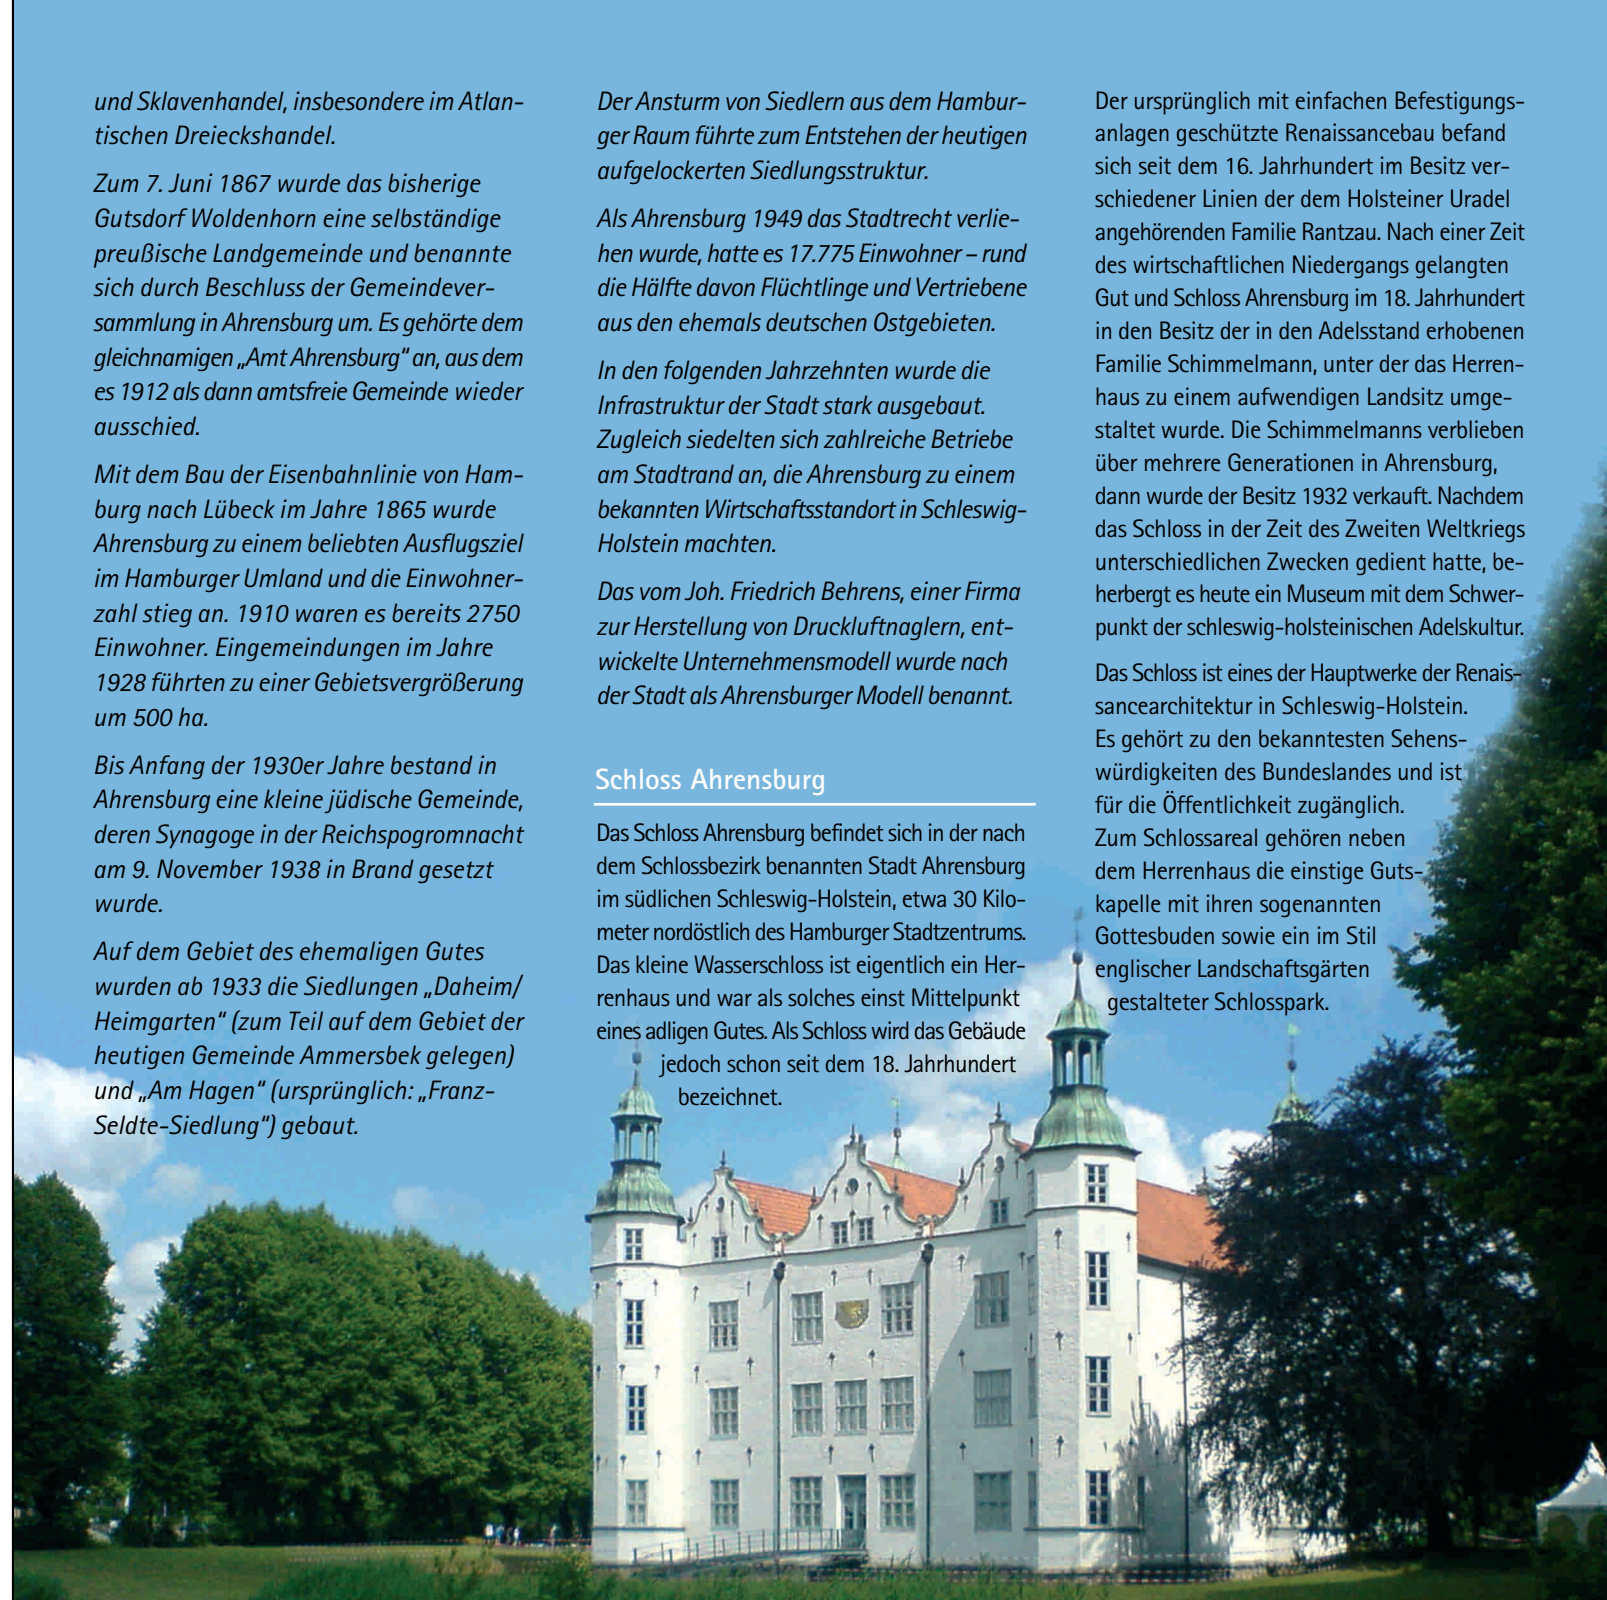 und Sklavenhandel, insbesondere im Atlan-
tischen Dreieckshandel.
Zum 7. Juni 1867 wurde das bisherige
Gutsdorf Woldenhorn eine selbständige
preußische Landgemeinde und benannte
sich durch Beschluss der Gemeindever-
sammlung in Ahrensburg um. Es gehörte dem
gleichnamigen „Amt Ahrensburg" an, aus dem
es 1912 als dann amtsfreie Gemeinde wieder
ausschied.
Mit dem Bau der Eisenbahnlinie von Ham-
burg nach Lübeck im Jahre 1865 wurde
Ahrensburg zu einem beliebten Ausflugsziel
im Hamburger Umland und die Einwohner-
zahl stieg an. 1910 waren es bereits 2750
Einwohner. Eingemeindungen im Jahre
1928 führten zu einer Gebietsvergrößerung
um 500 ha.
Bis Anfang der 1930er Jahre bestand in
Ahrensburg eine kleine jüdische Gemeinde,
deren Synagoge in der Reichspogromnacht
am 9. November 1938 in Brand gesetzt
wurde.
Auf dem Gebiet des ehemaligen Gutes
wurden ab 1933 die Siedlungen „Daheim/
Heimgarten" (zum Teil auf dem Gebiet der
heutigen Gemeinde Ammersbek gelegen)
und „Am Hagen" (ursprünglich: „Franz-
Seldte-Siedlung") gebaut.
Der Ansturm von Siedlern aus dem Hambur-
ger Raum führte zum Entstehen der heutigen
aufgelockerten Siedlungsstruktur.
Als Ahrensburg 1949 das Stadtrecht verlie-
hen wurde, hatte es 17.775 Einwohner – rund
die Hälfte davon Flüchtlinge und Vertriebene
aus den ehemals deutschen Ostgebieten.
In den folgenden Jahrzehnten wurde die
Infrastruktur der Stadt stark ausgebaut.
Zugleich siedelten sich zahlreiche Betriebe
am Stadtrand an, die Ahrensburg zu einem
bekannten Wirtschaftsstandort in Schleswig-
Holstein machten.
Das vom Joh. Friedrich Behrens, einer Firma
zur Herstellung von Druckluftnaglern, ent-
wickelte Unternehmensmodell wurde nach
der Stadt als Ahrensburger Modell benannt.
Schloss Ahrensburg
Das Schloss Ahrensburg befindet sich in der nach
dem Schlossbezirk benannten Stadt Ahrensburg
im südlichen Schleswig-Holstein, etwa 30 Kilo-
meter nordöstlich des Hamburger Stadtzentrums.
Das kleine Wasserschloss ist eigentlich ein Her-
renhaus und war als solches einst Mittelpunkt
eines adligen Gutes. Als Schloss wird das Gebäude
jedoch schon seit dem 18. Jahrhundert
bezeichnet.
Der ursprünglich mit einfachen Befestigungs-
anlagen geschützte Renaissancebau befand
sich seit dem 16. Jahrhundert im Besitz ver-
schiedener Linien der dem Holsteiner Uradel
angehörenden Familie Rantzau. Nach einer Zeit
des wirtschaftlichen Niedergangs gelangten
Gut und Schloss Ahrensburg im 18. Jahrhundert
in den Besitz der in den Adelsstand erhobenen
Familie Schimmelmann, unter der das Herren-
haus zu einem aufwendigen Landsitz umge-
staltet wurde. Die Schimmelmanns verblieben
über mehrere Generationen in Ahrensburg,
dann wurde der Besitz 1932 verkauft. Nachdem
das Schloss in der Zeit des Zweiten Weltkriegs
unterschiedlichen Zwecken gedient hatte, be-
herbergt es heute ein Museum mit dem Schwer-
punkt der schleswig-holsteinischen Adelskultur.
Das Schloss ist eines der Hauptwerke der Renais-
sancearchitektur in Schleswig-Holstein.
Es gehört zu den bekanntesten Sehens-
würdigkeiten des Bundeslandes und ist
für die Öffentlichkeit zugänglich.
Zum Schlossareal gehören neben
dem Herrenhaus die einstige Guts-
kapelle mit ihren sogenannten
Gottesbuden sowie ein im Stil
englischer Landschaftsgärten
gestalteter Schlosspark.